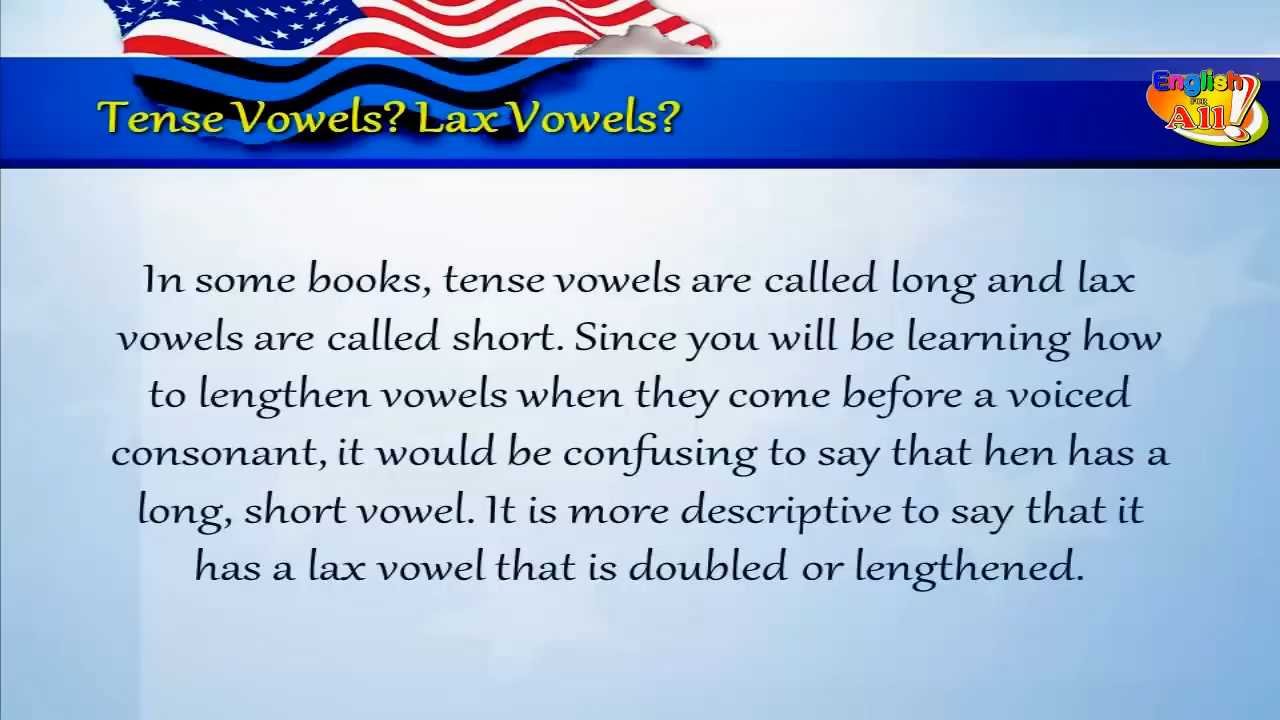 Tense Vowels? Lax Vowels?
English
FOR
All!
In some books, tense vowels are called long and lax
vowels are called short. Since you will be learning how
to lengthen vowels when they come before a voiced
consonant, it would be confusing to say that hen has a
long, short vowel. It is more descriptive to say that it
has a lax vowel that is doubled or lengthened.